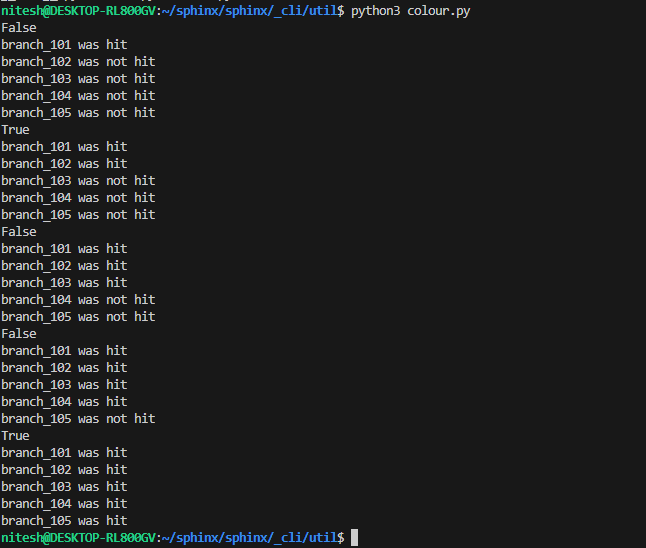 nitesh@DESKTOP-RL800GV:~/sphinx/sphinx/_cli/util$ python3 colour.py
False
branch_101 was hit
branch_102 was not hit
branch_103 was not hit
branch_104 was not hit
branch_105 was not hit
True
branch_101 was hit
branch_102 was hit
branch_103 was not hit
branch_104 was not hit
branch_105 was not hit
False
branch_101 was hit
branch_102 was hit
branch_103 was hit
branch_104 was not hit
branch_105 was not hit
False
branch_101 was hit
branch_102 was hit
branch_103 was hit
branch_104 was hit
branch_105 was not hit
True
branch_101 was hit
branch_102 was hit
branch_103 was hit
branch_104 was hit
branch_105 was hit
nitesh@DESKTOP-RL800GV:~/sphinx/sphinx/_cli/util$